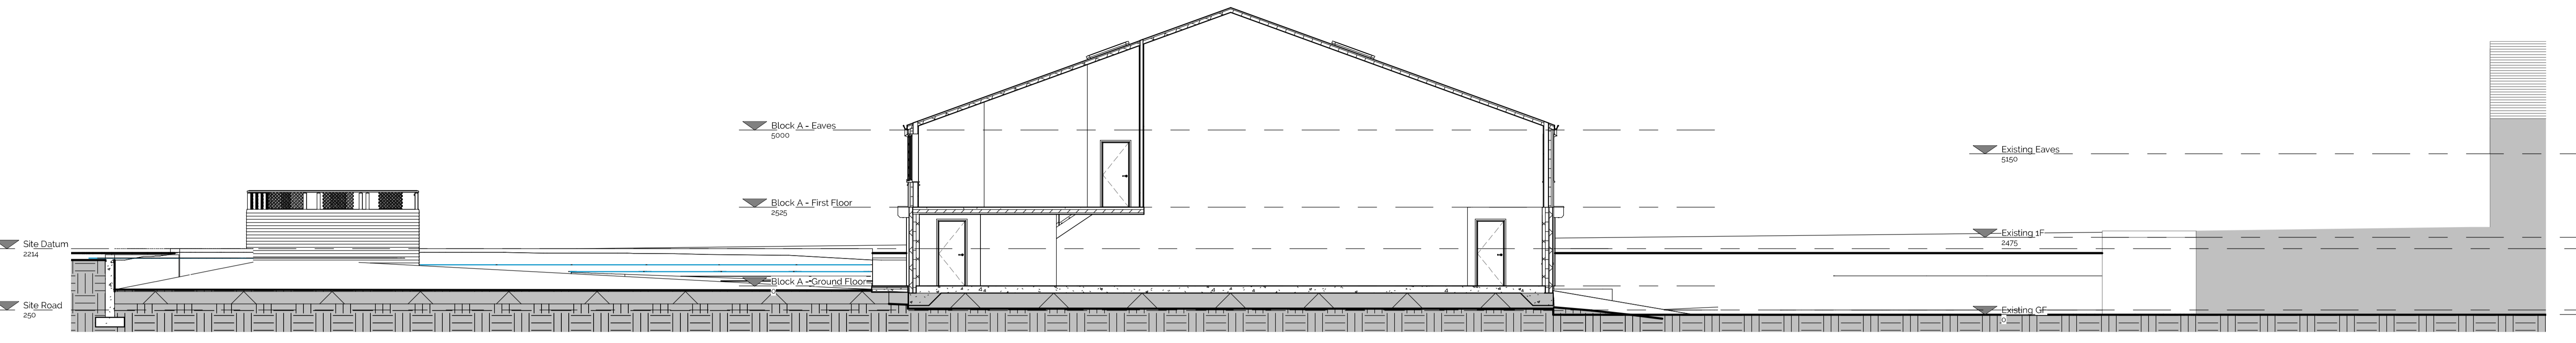 Block A - Eaves
5000
Existing Eaves
5150
Block A - First Floor
2525
Existing 1F
2475
Site Datum
2214
Block A - Ground Floor
0
Site Road
250
Existing GF
0